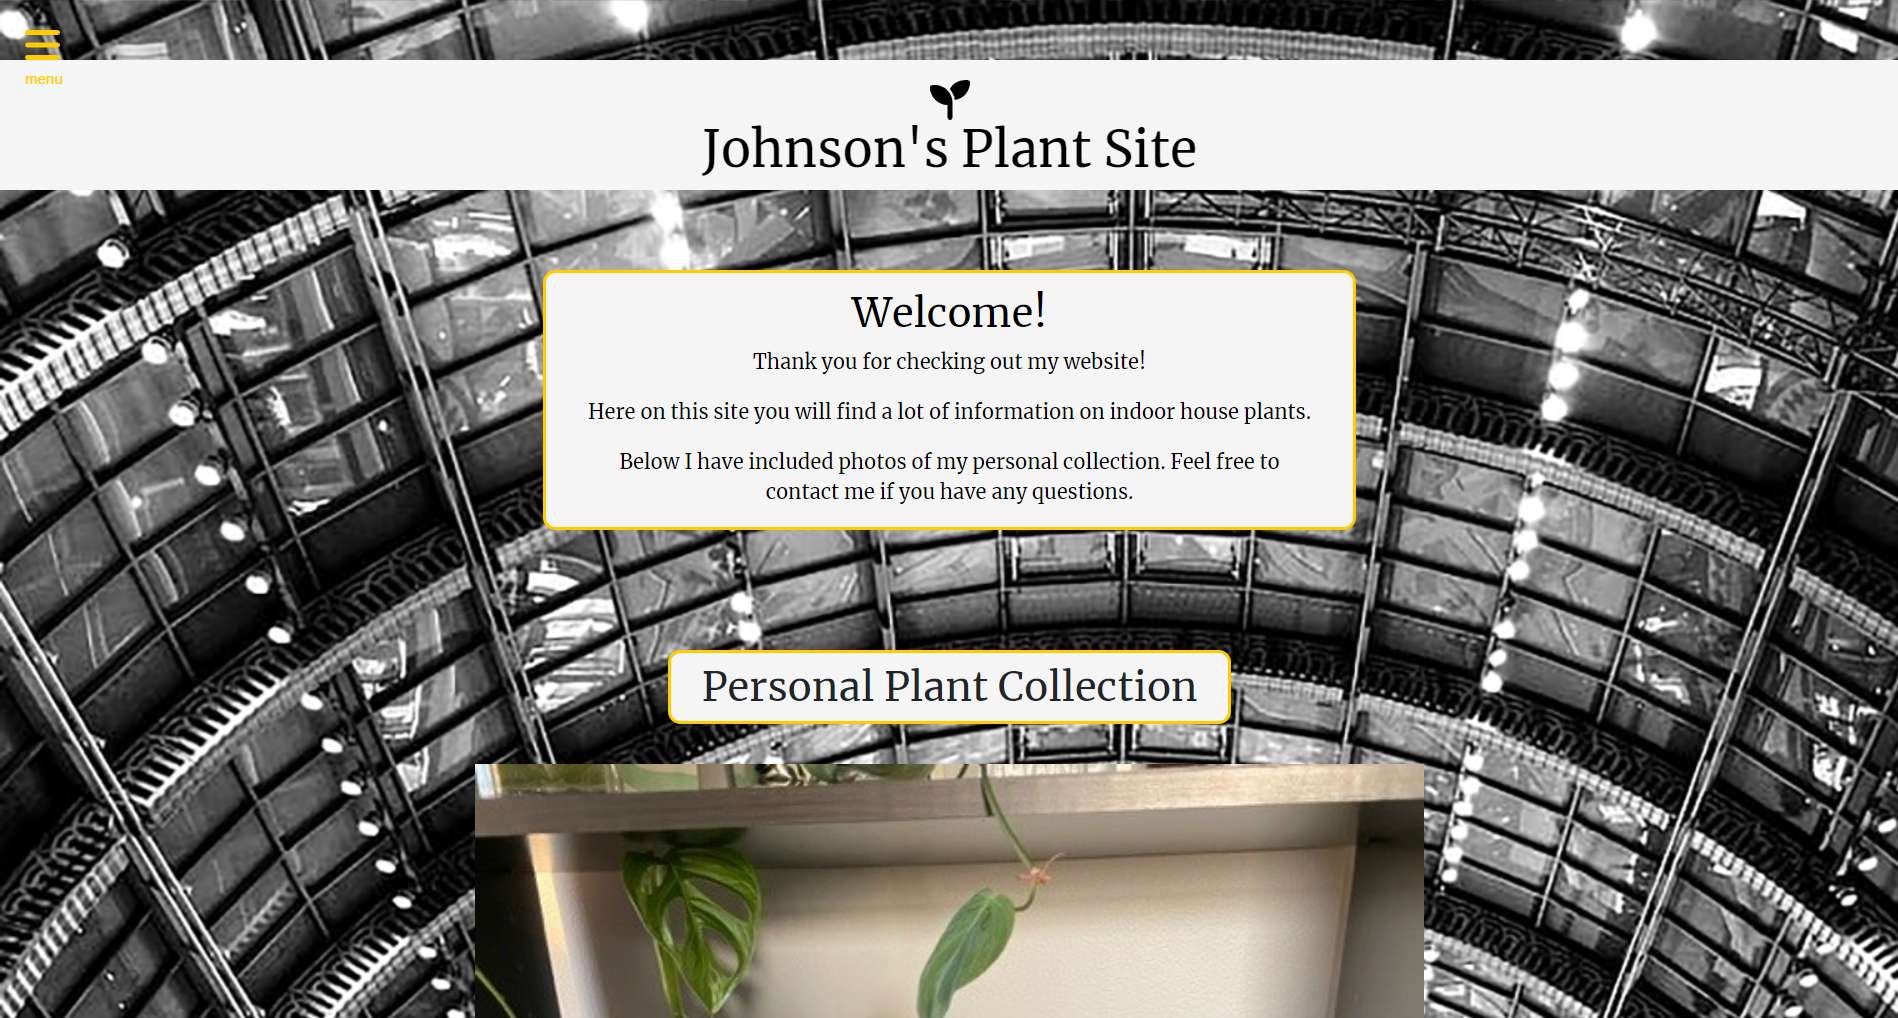 menu
Johnson's Plant Site
Welcome!
Thank you for checking out my website!
Here on this site you will find a lot of information on indoor house plants.
Below I have included photos of my personal collection. Feel free to
contact me if you have any questions.
Personal Plant Collection